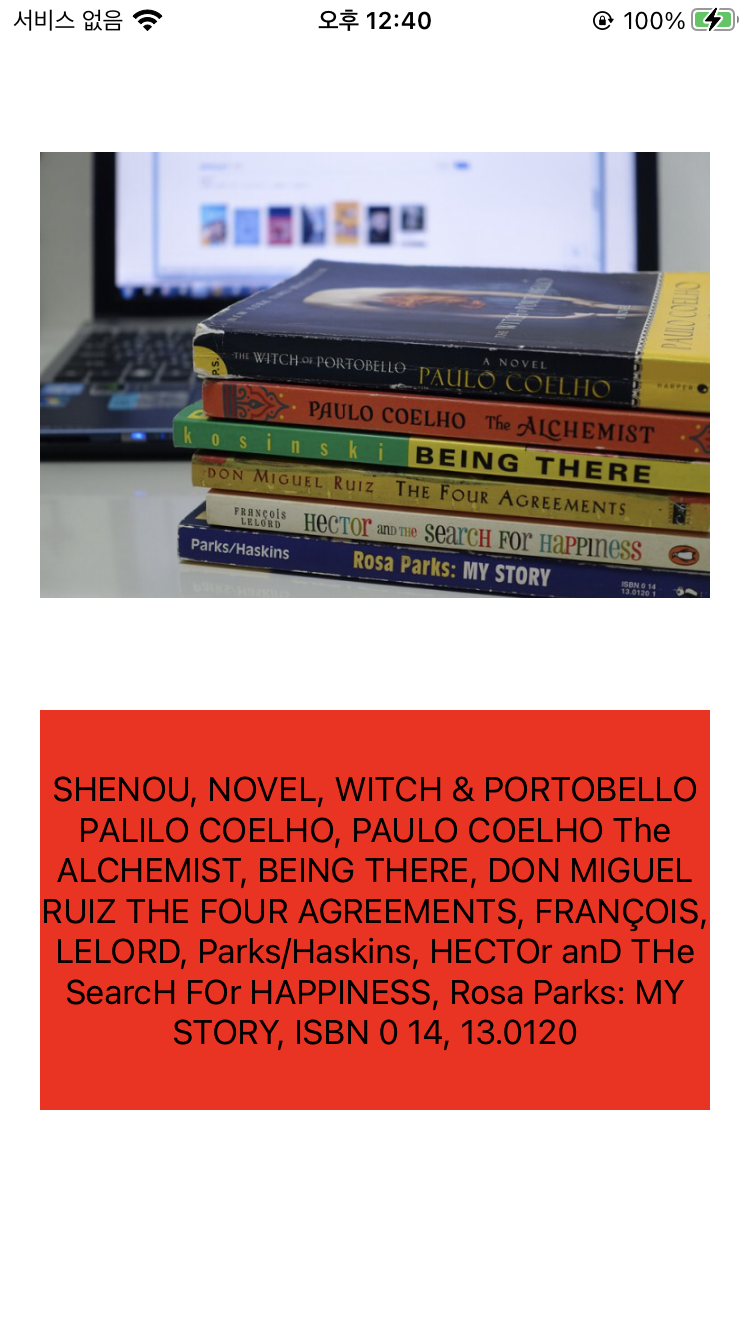 서비스 없음
오후 12:40
100%
PAULO COELHO
P.S.
THE WITCH OF PORTOBELLO
A NOVEL
PAULO COELHO
HARPER
PAULO COELHO The ALCHEMIST
kosinski BEING THERE
DON MIGUEL RUIZ THE FOUR AGREEMENTS
FRANÇOIS
LELORD
HECTOR AND THE SEARCH FOR HAPPINESS
Parks/Haskins Rosa Parks: MY STORY
ISBN 0 14
13.0120 1
SHENOU, NOVEL, WITCH & PORTOBELLO
PALILO COELHO, PAULO COELHO The
ALCHEMIST, BEING THERE, DON MIGUEL
RUIZ THE FOUR AGREEMENTS, FRANÇOIS,
LELORD, Parks/Haskins, HECTOr anD THe
SearcH FOr HAPPINESS, Rosa Parks: MY
STORY, ISBN 0 14, 13.0120